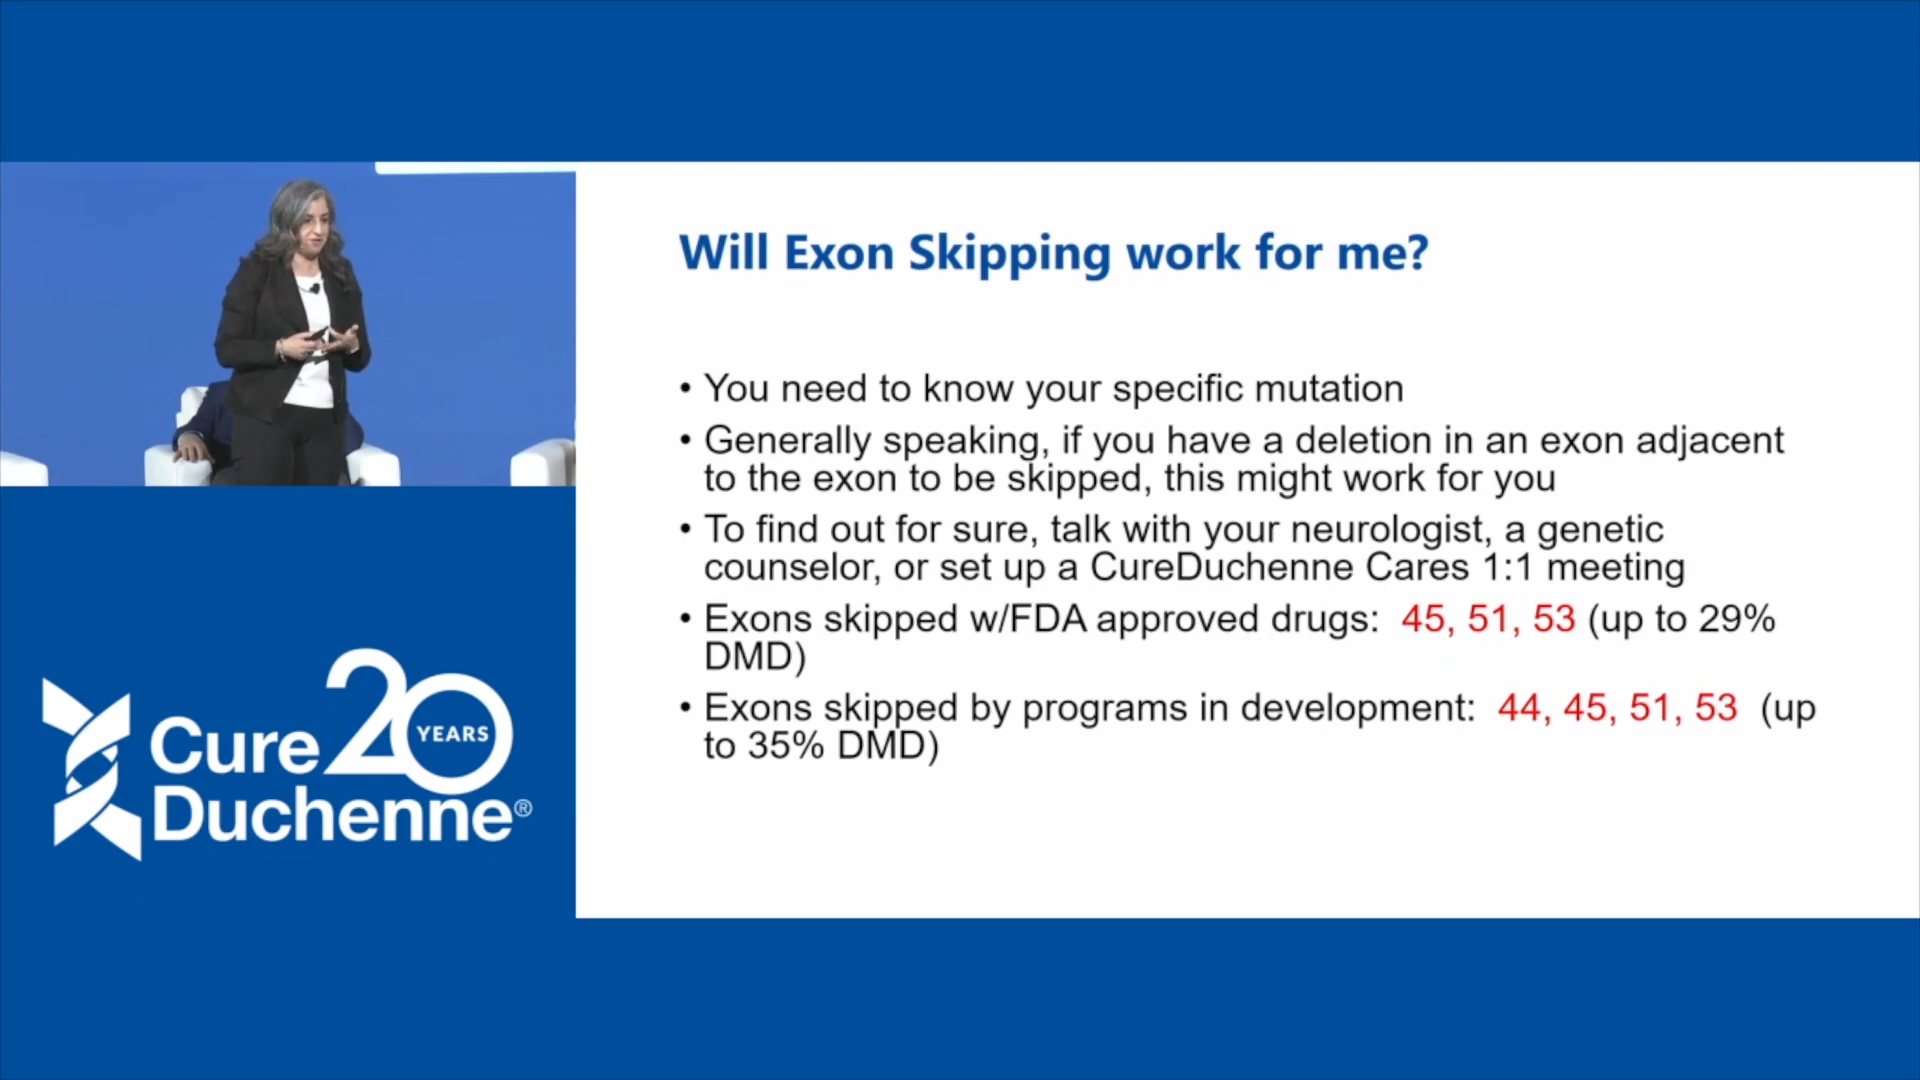 Will Exon Skipping work for me?
• You need to know your specific mutation
• Generally speaking, if you have a deletion in an exon adjacent
to the exon to be skipped, this might work for you
• To find out for sure, talk with your neurologist, a genetic
counselor, or set up a CureDuchenne Cares 1:1 meeting
• Exons skipped w/FDA approved drugs: 45, 51, 53 (up to 29%
DMD)
• Exons skipped by programs in development: 44, 45, 51, 53 (up
to 35% DMD)
20
YEARS
Cure
Duchenne®